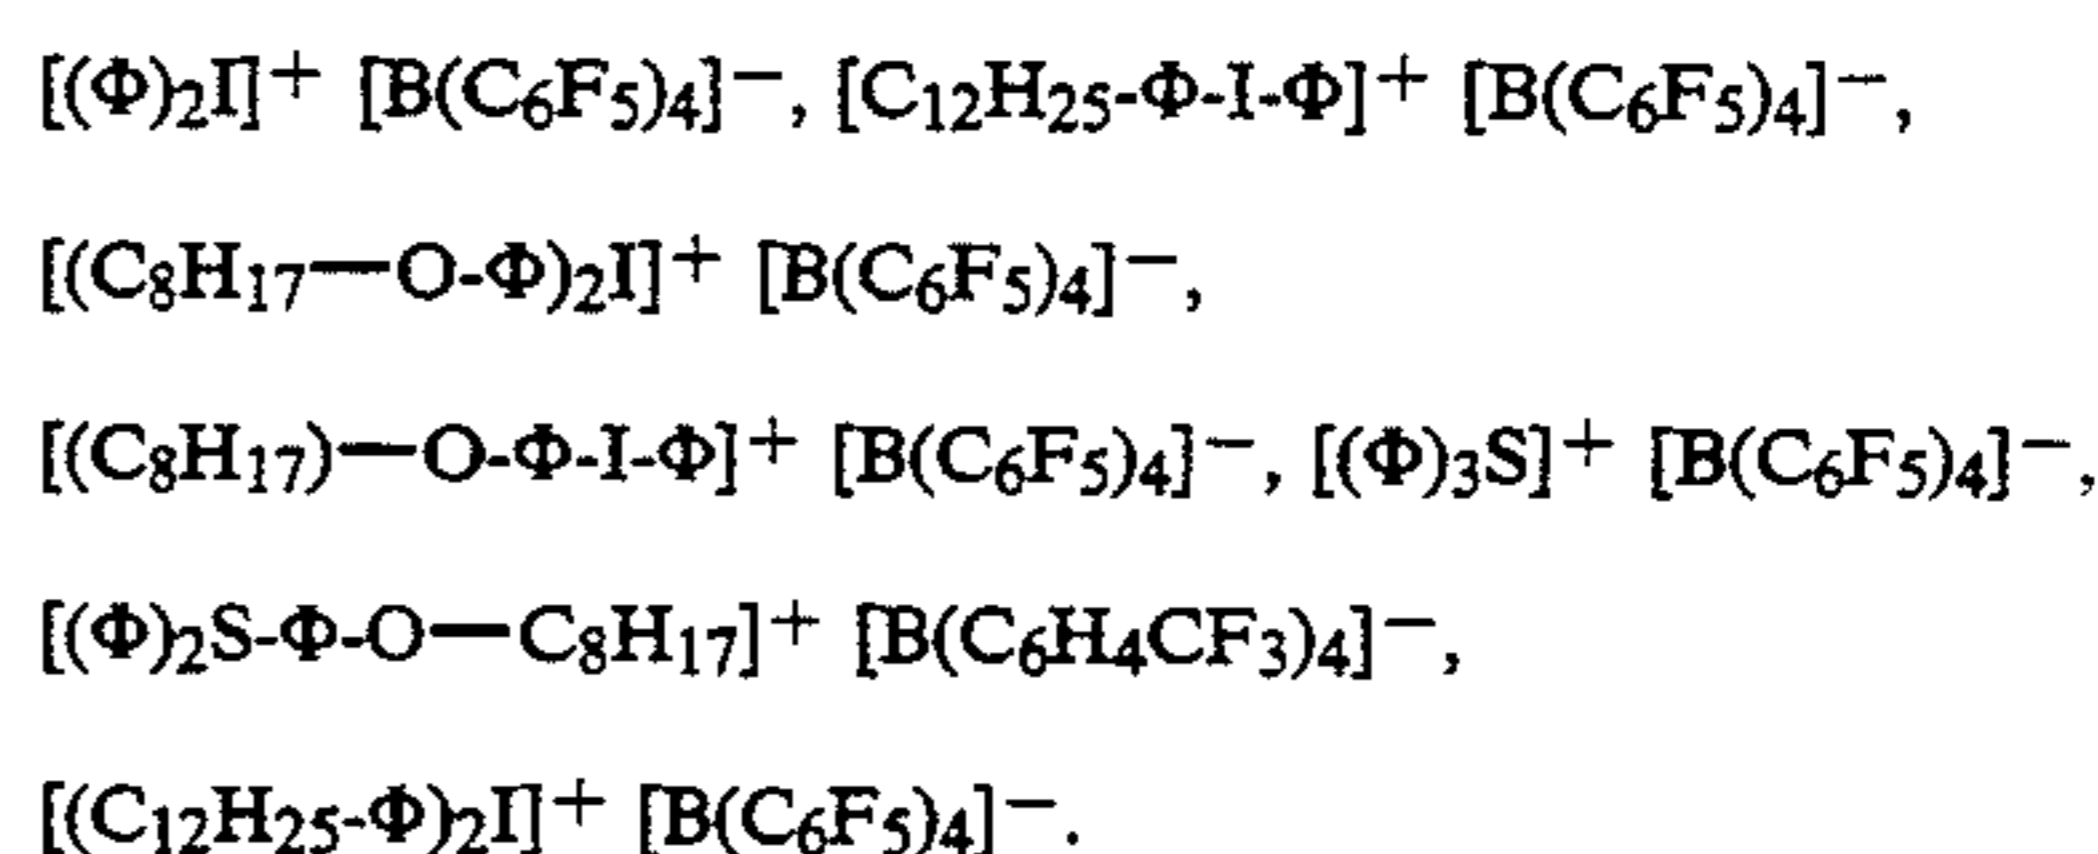 [(Φ)₂I]⁺ [B(C₆F₅)₄]⁻, [C₁₂H₂₅-Φ-I-Φ]⁺ [B(C₆F₅)₄]⁻,
[(C₈H₁₇—O-Φ)₂I]⁺ [B(C₆F₅)₄]⁻,
[(C₈H₁₇)—O-Φ-I-Φ]⁺ [B(C₆F₅)₄]⁻, [(Φ)₃S]⁺ [B(C₆F₅)₄]⁻,
[(Φ)₂S-Φ-O—C₈H₁₇]⁺ [B(C₆H₄CF₃)₄]⁻,
[(C₁₂H₂₅-Φ)₂I]⁺ [B(C₆F₅)₄]⁻.